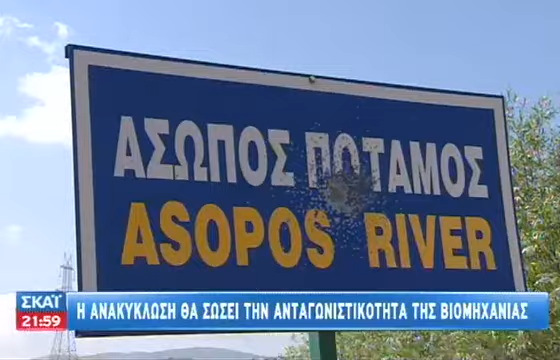 ΑΣΩΠΟΣ ΠΟΤΑΜΟΣ
ASOPOS RIVER
ΣΚΑΪ
21:59
Η ΑΝΑΚΥΚΛΩΣΗ ΘΑ ΣΩΣΕΙ ΤΗΝ ΑΝΤΑΓΩΝΙΣΤΙΚΟΤΗΤΑ ΤΗΣ ΒΙΟΜΗΧΑΝΙΑΣ